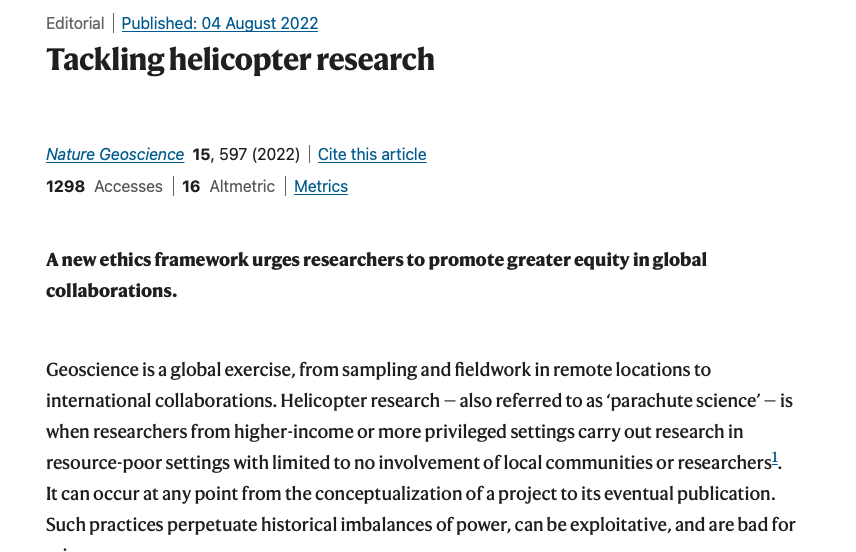 Editorial | Published: 04 August 2022
Tackling helicopter research
Nature Geoscience 15, 597 (2022) | Cite this article
1298 Accesses | 16 Altmetric | Metrics
A new ethics framework urges researchers to promote greater equity in global
collaborations.
Geoscience is a global exercise, from sampling and fieldwork in remote locations to
international collaborations. Helicopter research – also referred to as ‘parachute science’ – is
when researchers from higher-income or more privileged settings carry out research in
resource-poor settings with limited to no involvement of local communities or researchers1.
It can occur at any point from the conceptualization of a project to its eventual publication.
Such practices perpetuate historical imbalances of power, can be exploitative, and are bad for